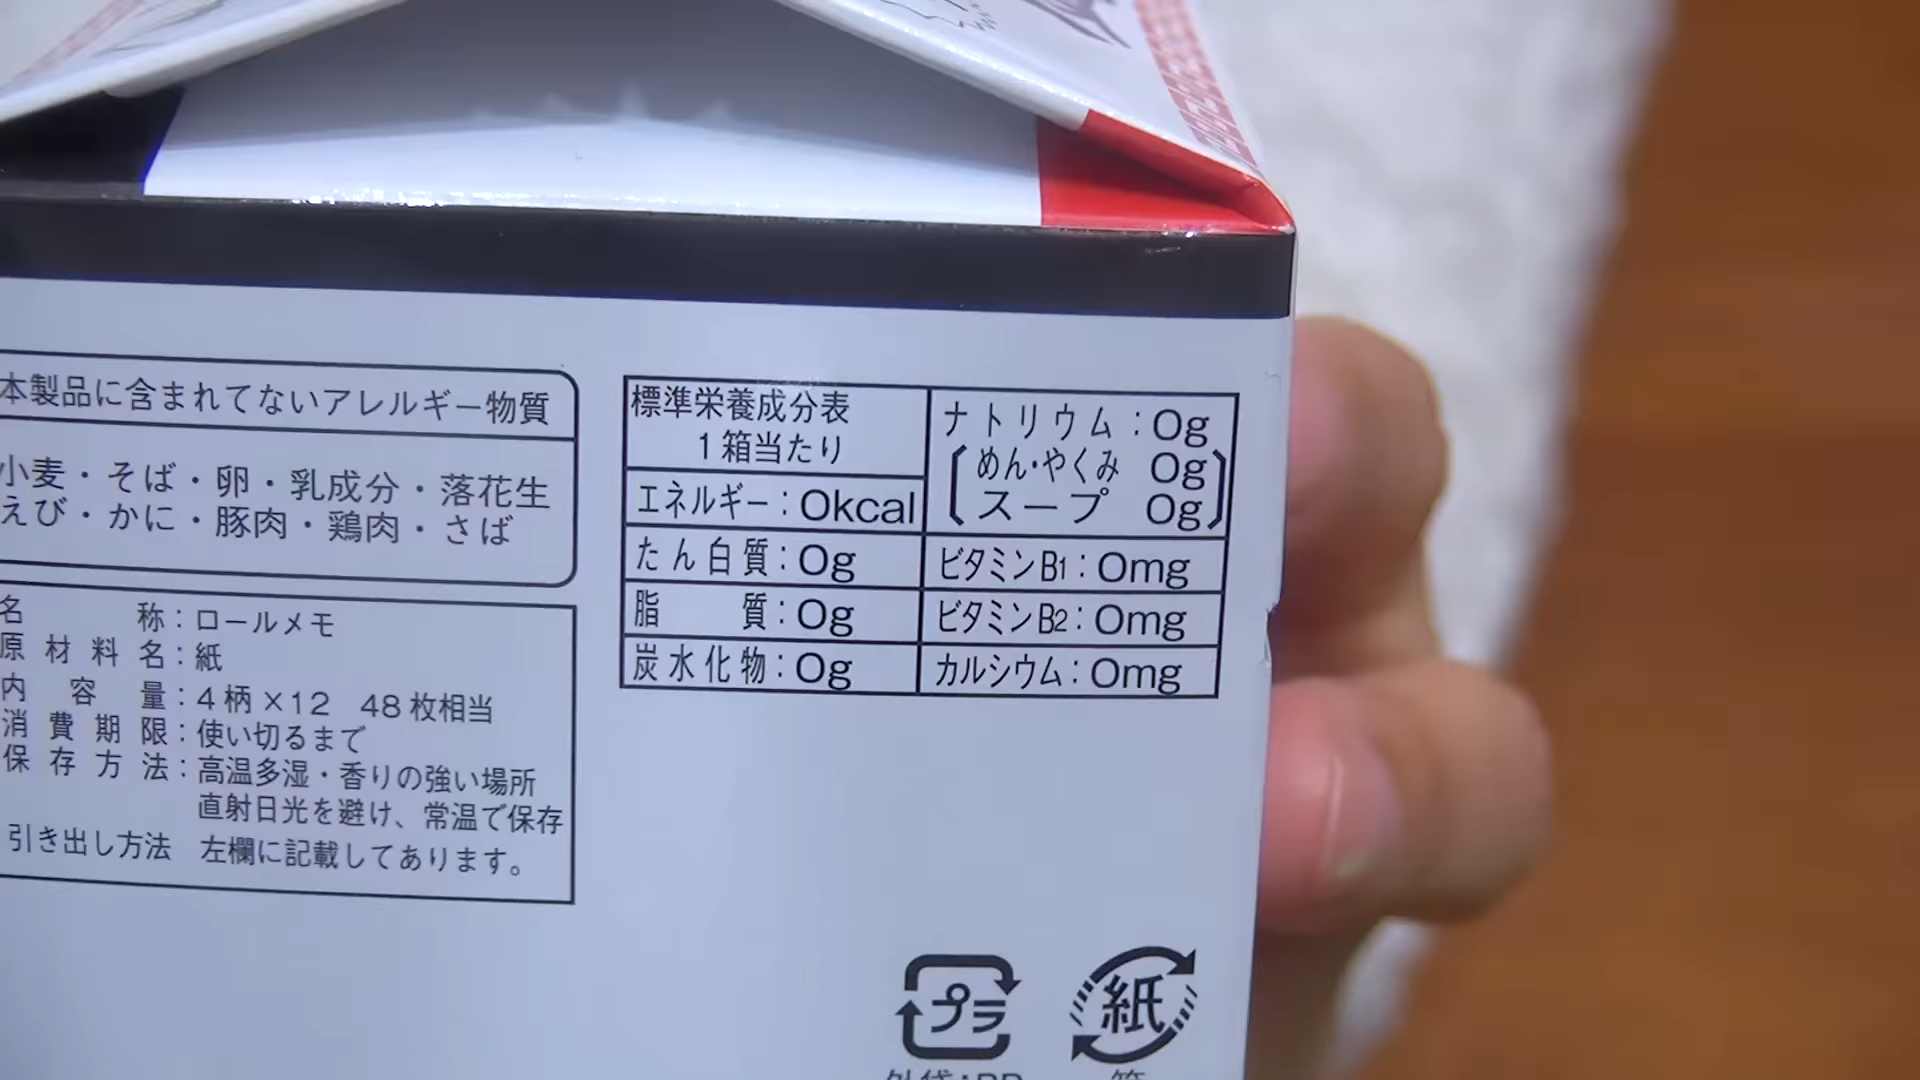 本製品に含まれてないアレルギー物質
小麦・そば・卵・乳成分・落花生
えび・かに・豚肉・鶏肉・さば
名称：ロールメモ
原材料名：紙
内容量：4柄×12 48枚相当
消費期限：使い切るまで
保存方法：高温多湿・香りの強い場所
直射日光を避け、常温で保存
引き出し方法 左欄に記載してあります。
標準栄養成分表
1箱当たり
エネルギー：0kcal
たん白質：0g
脂質：0g
炭水化物：0g
ナトリウム：0g
めん・やくみ 0g
スープ 0g
ビタミンB1：0mg
ビタミンB2：0mg
カルシウム：0mg
プラ
紙